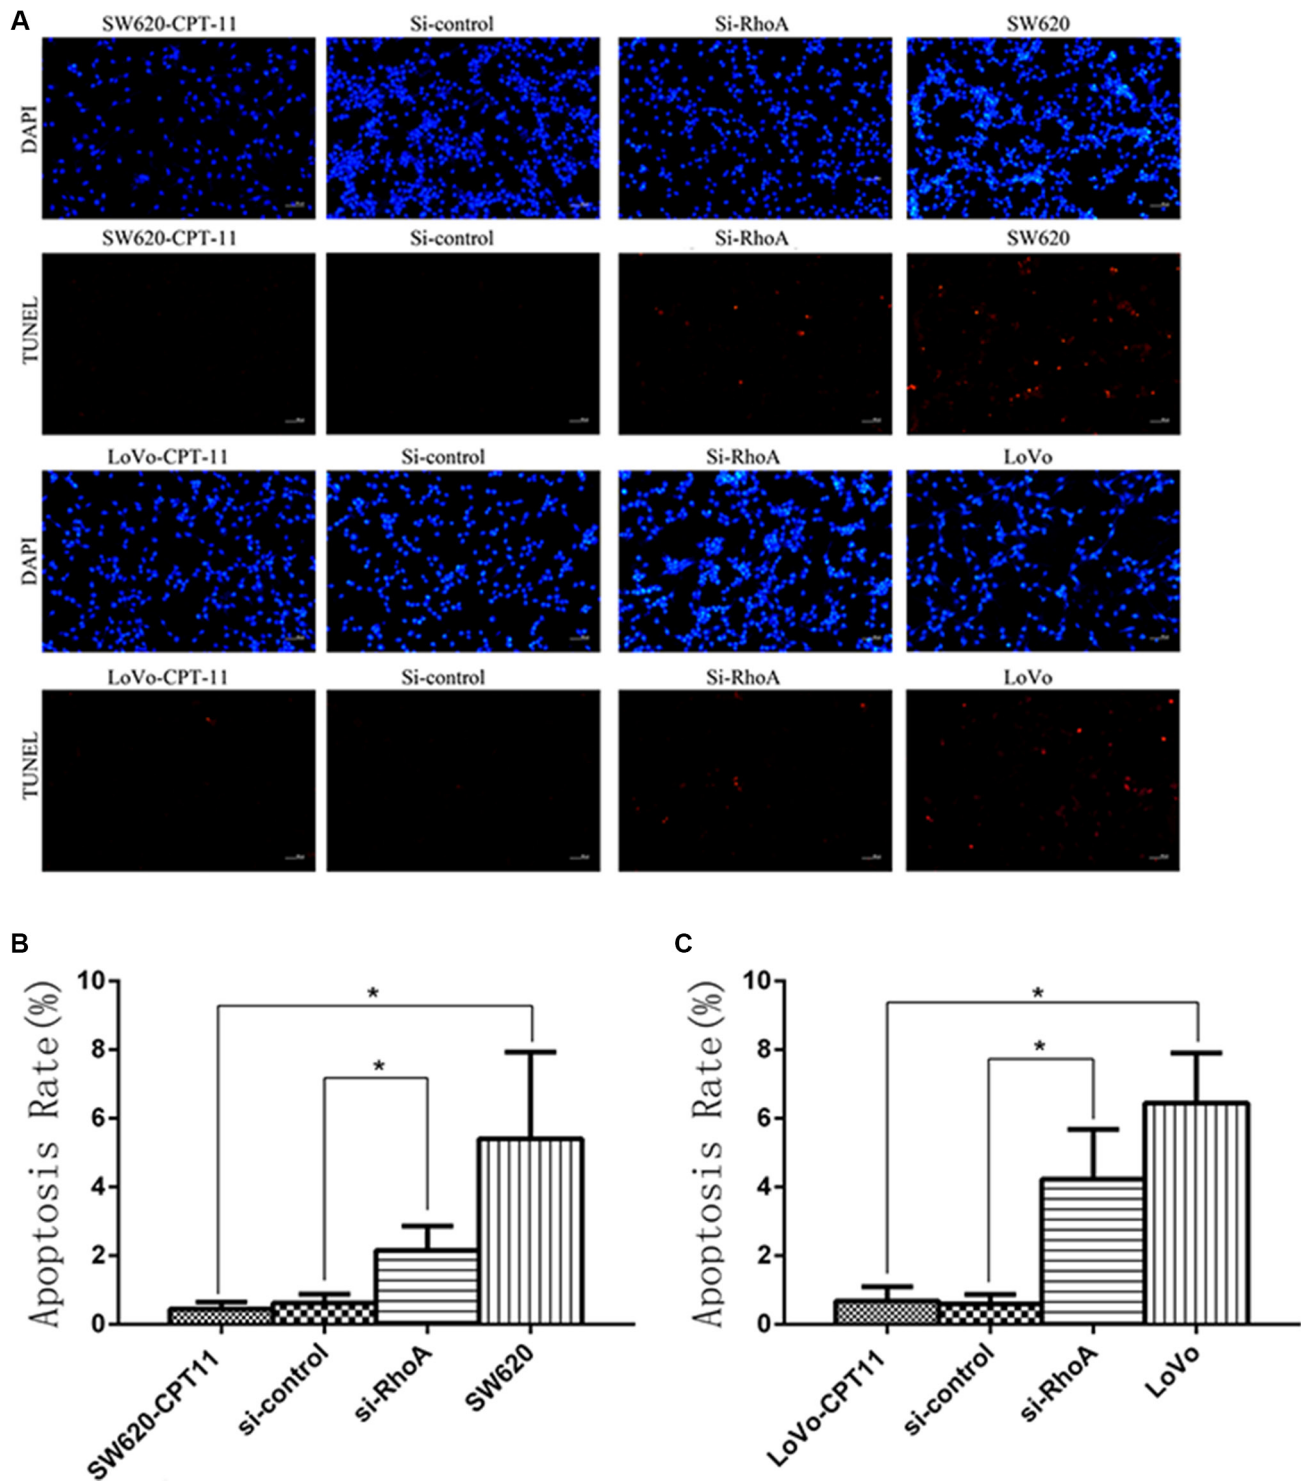 A
SW620-CPT-11 Si-control Si-RhoA SW620
DAPI
SW620-CPT-11 Si-control Si-RhoA SW620
TUNEL
LoVo-CPT-11 Si-control Si-RhoA LoVo
DAPI
LoVo-CPT-11 Si-control Si-RhoA LoVo
TUNEL
B
Apoptosis Rate(%)
10
8
6
4
2
0
*
*
SW620-CPT11
si-control
si-RhoA
SW620
C
Apoptosis Rate(%)
10
8
6
4
2
0
*
*
LoVo-CPT11
si-control
si-RhoA
LoVo